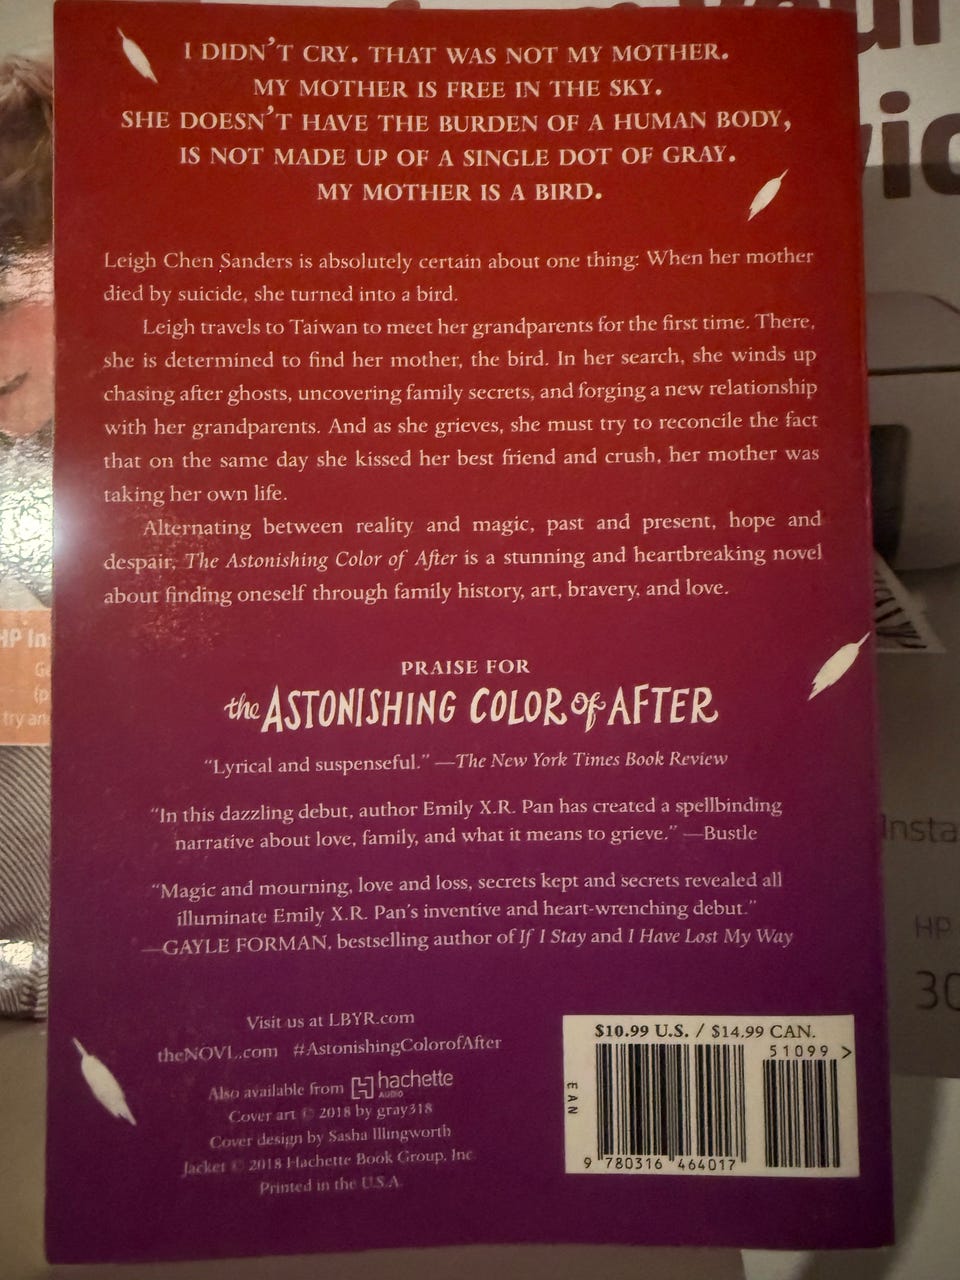 I DIDN'T CRY. THAT WAS NOT MY MOTHER.
MY MOTHER IS FREE IN THE SKY.
SHE DOESN'T HAVE THE BURDEN OF A HUMAN BODY,
IS NOT MADE UP OF A SINGLE DOT OF GRAY.
MY MOTHER IS A BIRD.
Leigh Chen Sanders is absolutely certain about one thing: When her mother
died by suicide, she turned into a bird.
Leigh travels to Taiwan to meet her grandparents for the first time. There,
she is determined to find her mother, the bird. In her search, she winds up
chasing after ghosts, uncovering family secrets, and forging a new relationship
with her grandparents. And as she grieves, she must try to reconcile the fact
that on the same day she kissed her best friend and crush, her mother was
taking her own life.
Alternating between reality and magic, past and present, hope and
despair, The Astonishing Color of After is a stunning and heartbreaking novel
about finding oneself through family history, art, bravery, and love.
PRAISE FOR
the ASTONISHING COLOR of AFTER
"Lyrical and suspenseful." —The New York Times Book Review
"In this dazzling debut, author Emily X.R. Pan has created a spellbinding
narrative about love, family, and what it means to grieve." —Bustle
"Magic and mourning, love and loss, secrets kept and secrets revealed all
illuminate Emily X.R. Pan's inventive and heart-wrenching debut."
—GAYLE FORMAN, bestselling author of If I Stay and I Have Lost My Way
Visit us at LBYR.com
theNOVL.com #AstonishingColorofAfter
Also available from hachette
AUDIO
Cover art © 2018 by gray318
Cover design by Sasha Illingworth
Jacket © 2018 Hachette Book Group, Inc.
Printed in the U.S.A.
$10.99 U.S. / $14.99 CAN.
51099 >
EAN
9 780316 464017
HP In
try an
Insta
HP
30